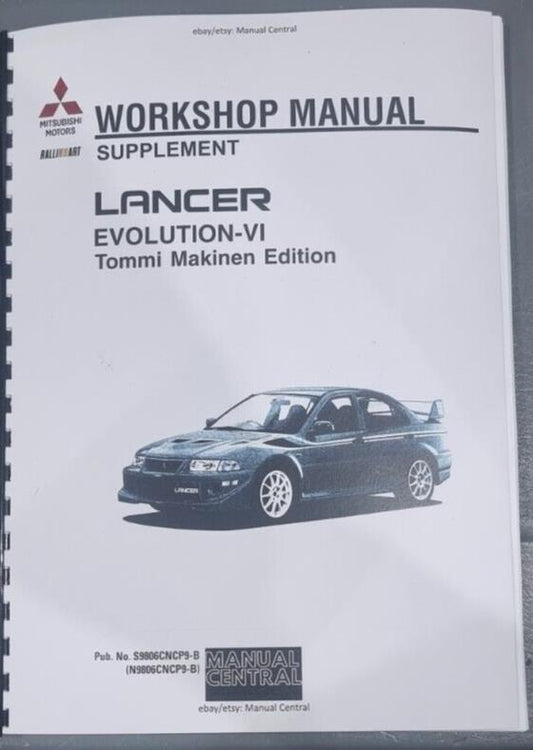 ebay/etsy: Manual Central
MITSUBISHI
MOTORS
WORKSHOP MANUAL
RALLIART
SUPPLEMENT
LANCER
EVOLUTION-VI
Tommi Makinen Edition
LANCER
Pub. No. S9806CNCP9-B
(N9806CNCP9-B)
MANUAL
CENTRAL
ebay/etsy: Manual Central